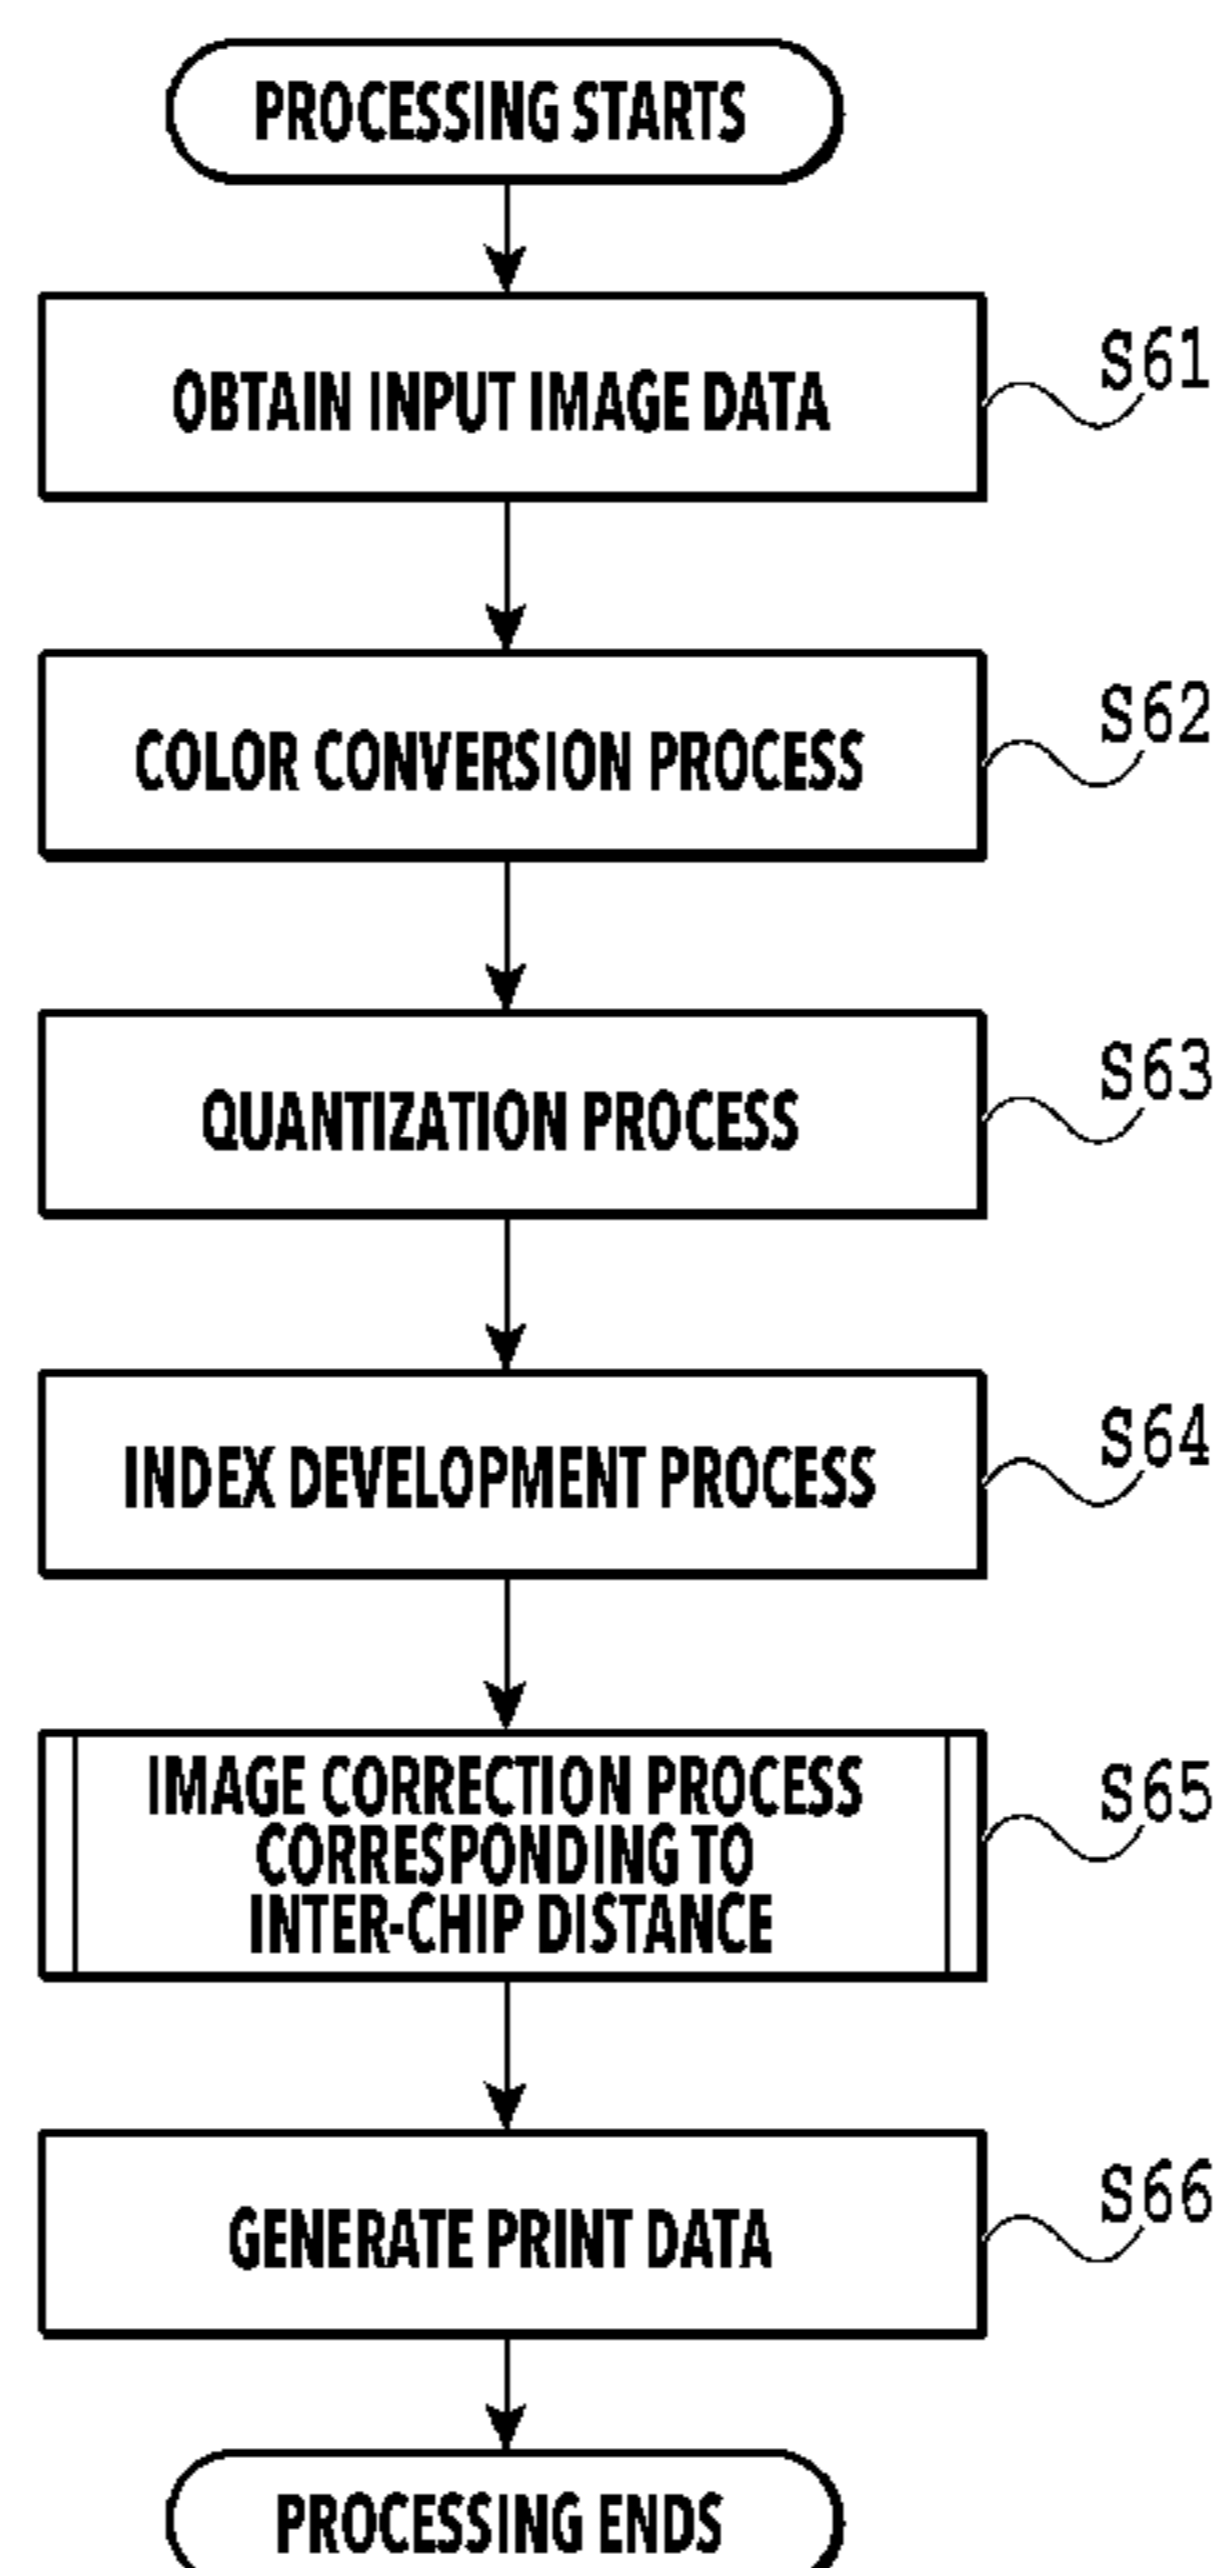 PROCESSING STARTS
OBTAIN INPUT IMAGE DATA
S61
COLOR CONVERSION PROCESS
S62
QUANTIZATION PROCESS
S63
INDEX DEVELOPMENT PROCESS
S64
IMAGE CORRECTION PROCESS
CORRESPONDING TO
INTER-CHIP DISTANCE
S65
GENERATE PRINT DATA
S66
PROCESSING ENDS